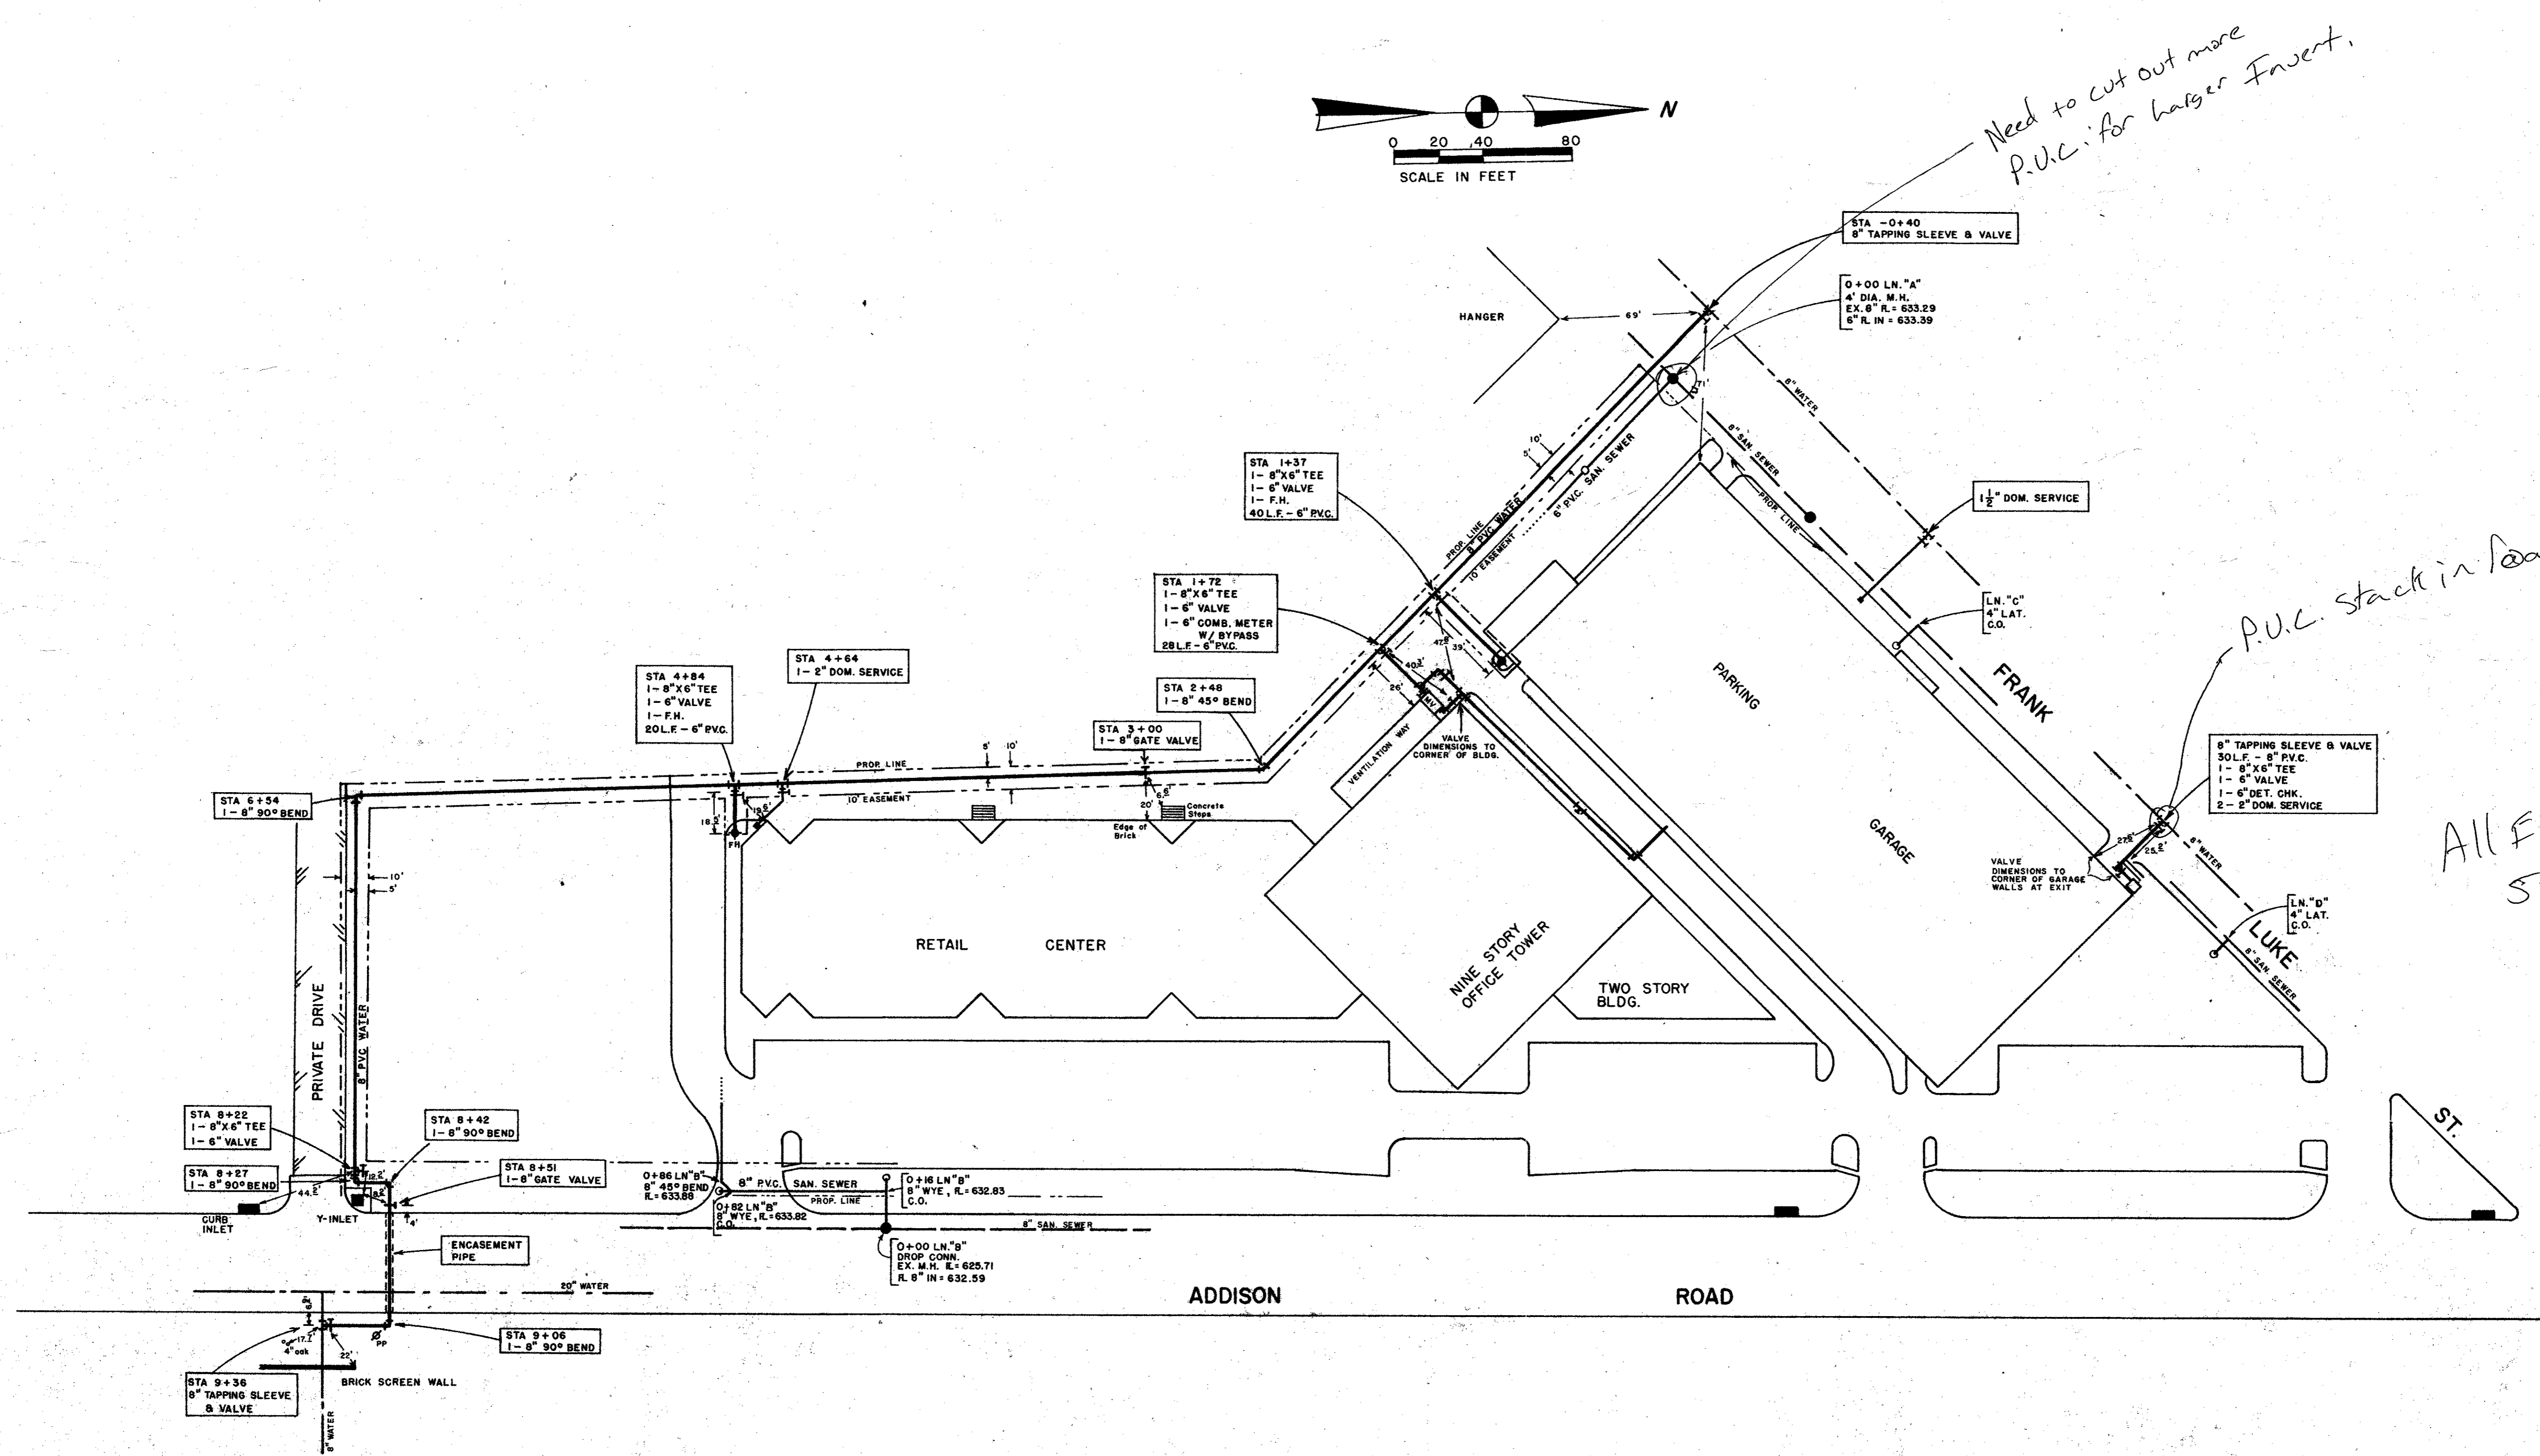 Need to cut out more
P.V.C. for larger Invert.
N
0 20 40 80
SCALE IN FEET
STA -0+40
8" TAPPING SLEEVE & VALVE
0+00 LN. "A"
4' DIA. M.H.
EX. 8" FL = 633.29
6" FL IN = 633.39
HANGER
69'
71'
8" WATER
8" SAN. SEWER
PROP. LINE
10'
5'
6" P.V.C. SAN. SEWER
PROP. LINE
8" PVC WATER
10' EASEMENT
STA 1+37
1- 8"X6" TEE
1- 6" VALVE
1- F.H.
40 L.F. - 6" P.V.C.
1 1/2" DOM. SERVICE
STA 1+72
1- 8"X6" TEE
1- 6" VALVE
1- 6" COMB. METER
W/ BYPASS
28 L.F. - 6" P.V.C.
LN. "C"
4" LAT.
C.O.
P.V.C. Stack in
39'
26'
MV
VALVE
DIMENSIONS TO
CORNER OF BLDG.
VENTILATION WAY
PARKING
GARAGE
FRANK
LUKE
ST.
STA 4+84
1- 8"X6" TEE
1- 6" VALVE
1- F.H.
20 L.F. - 6" P.V.C.
STA 4+64
1- 2" DOM. SERVICE
STA 2+48
1- 8" 45° BEND
STA 3+00
1- 8" GATE VALVE
PROP. LINE
5' 10'
10' EASEMENT
20'
Concrete
Steps
Edge of
Brick
FH
STA 6+54
1- 8" 90° BEND
10'
5'
8" TAPPING SLEEVE & VALVE
30 L.F. - 8" P.V.C.
1- 8"X6" TEE
1- 6" VALVE
1- 6" DET. CHK.
2- 2" DOM. SERVICE
8" WATER
VALVE
DIMENSIONS TO
CORNER OF GARAGE
WALLS AT EXIT
All
LN. "D"
4" LAT.
C.O.
8" SAN. SEWER
RETAIL CENTER
NINE STORY
OFFICE TOWER
TWO STORY
BLDG.
PRIVATE DRIVE
8" PVC WATER
STA 8+22
1- 8"X6" TEE
1- 6" VALVE
STA 8+42
1- 8" 90° BEND
STA 8+27
1- 8" 90° BEND
STA 8+51
1- 8" GATE VALVE
4'
CURB
INLET
Y-INLET
0+86 LN "B"
8" 45° BEND
FL = 633.88
8" P.V.C. SAN. SEWER
PROP. LINE
0+16 LN "B"
8" WYE, FL = 632.83
C.O.
0+82 LN "B"
8" WYE, FL = 633.82
C.O.
8" SAN. SEWER
ENCASEMENT
PIPE
0+00 LN. "B"
DROP CONN.
EX. M.H. FL = 625.71
FL 8" IN = 632.59
20" WATER
ADDISON ROAD
4" oak
PP
22'
STA 9+06
1- 8" 90° BEND
STA 9+36
8" TAPPING SLEEVE
& VALVE
BRICK SCREEN WALL
8" WATER